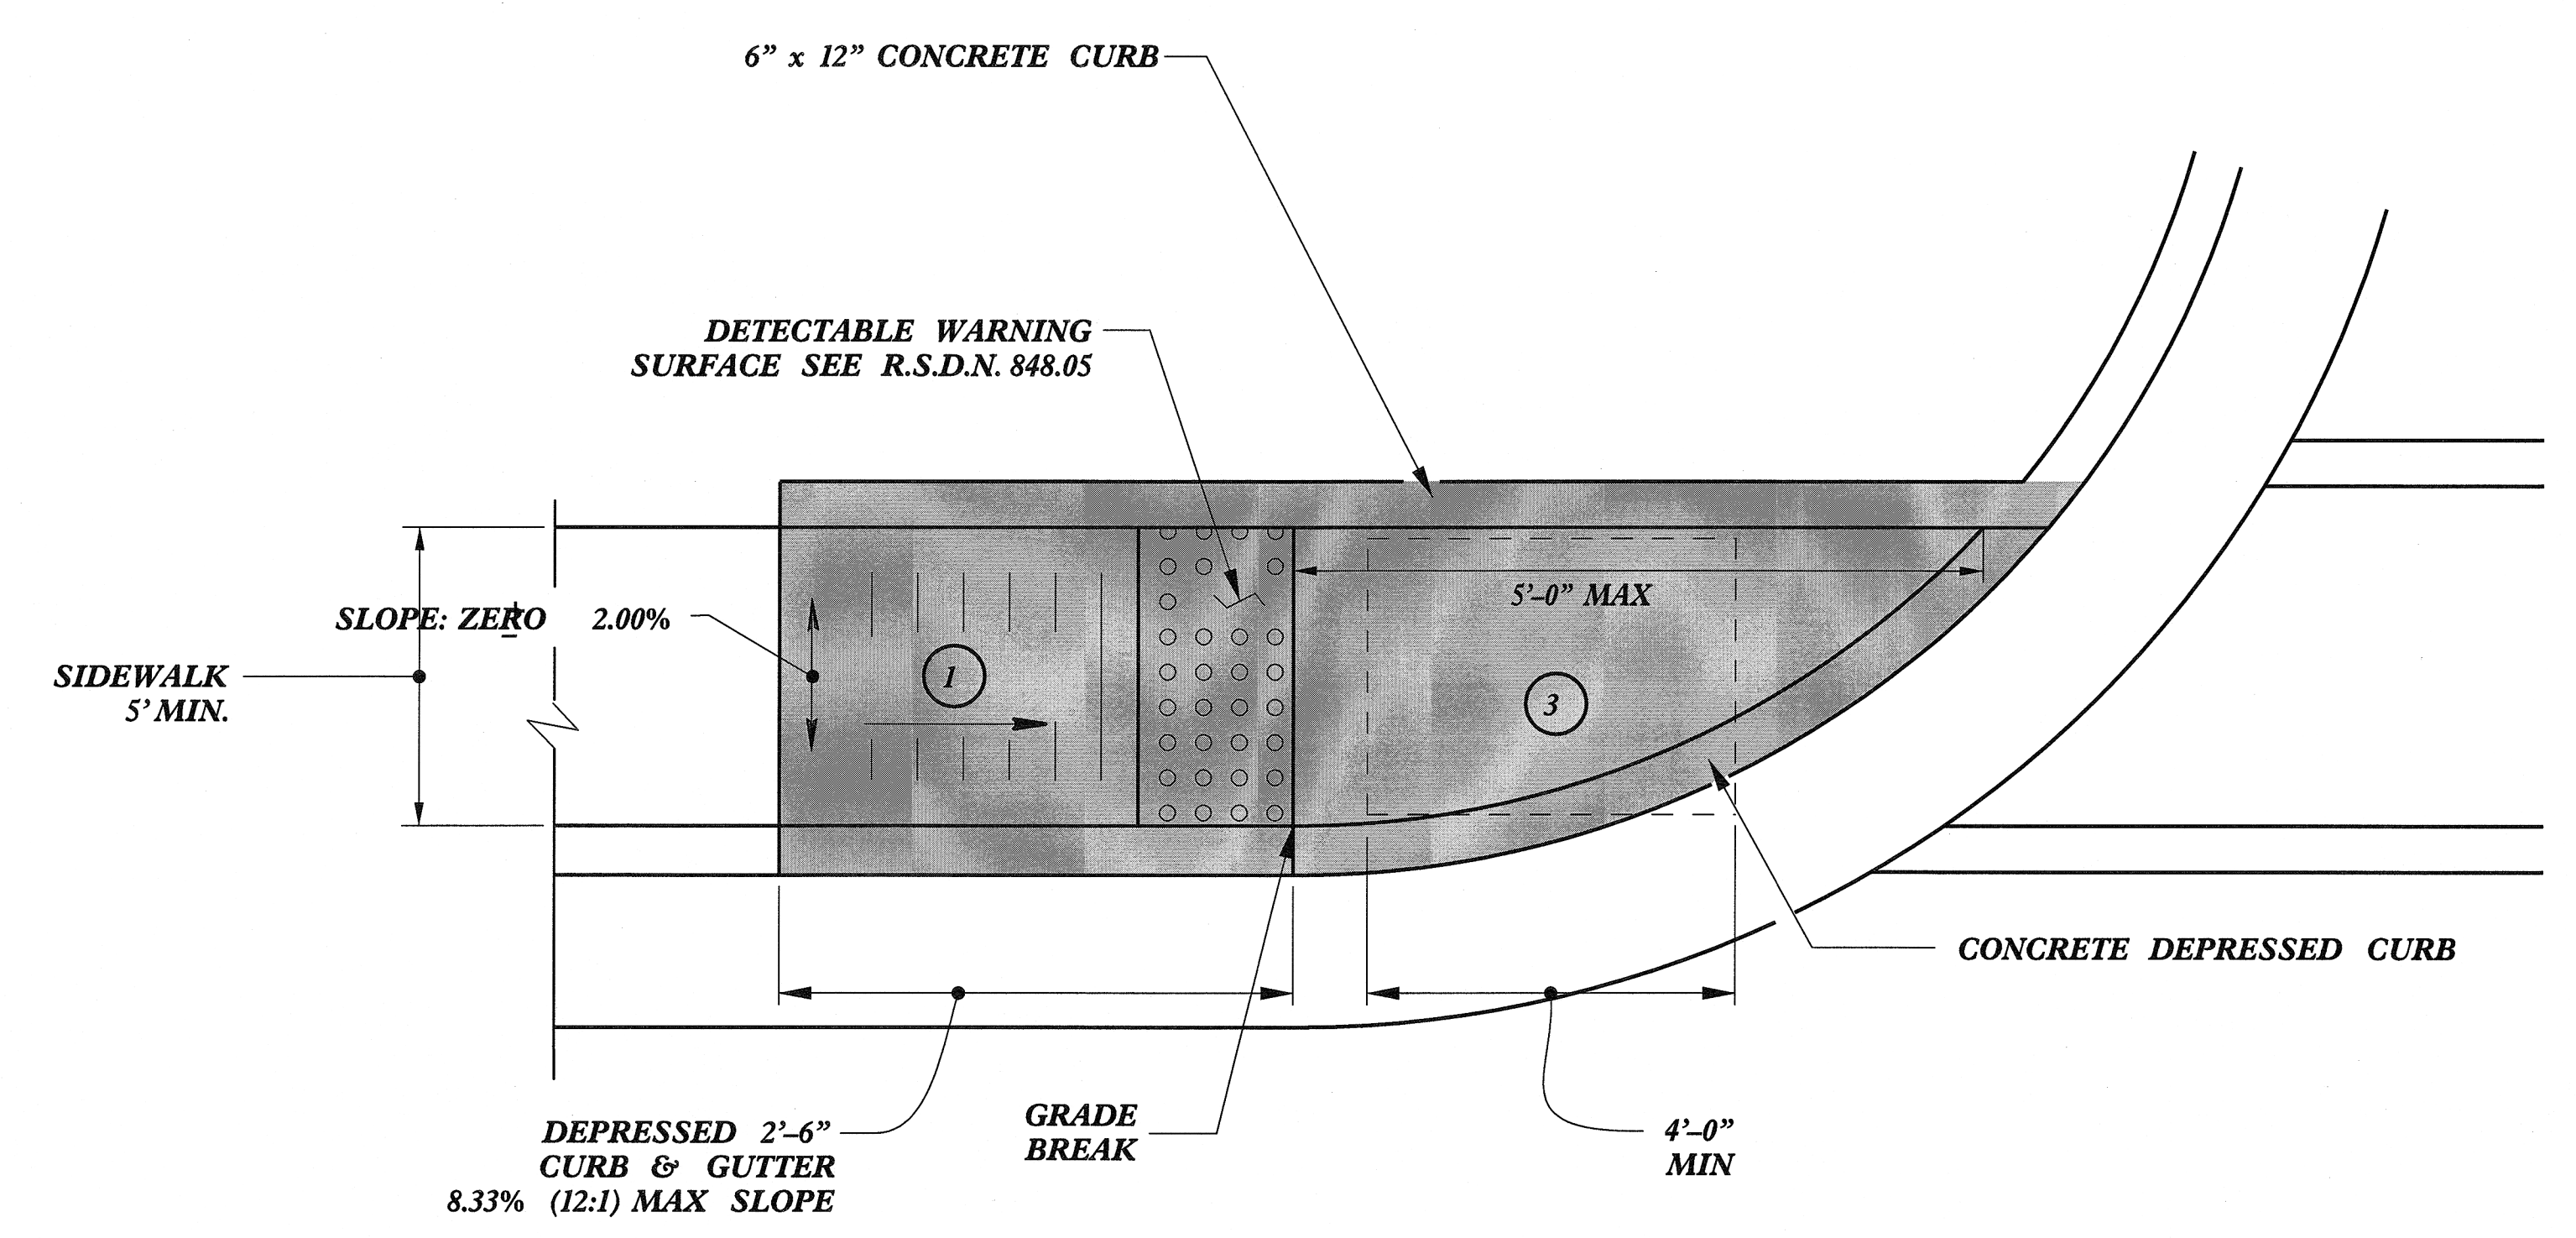 6” x 12” CONCRETE CURB
DETECTABLE WARNING
SURFACE SEE R.S.D.N. 848.05
5’–0” MAX
SLOPE: ZERO ± 2.00%
SIDEWALK
5’ MIN.
1
3
CONCRETE DEPRESSED CURB
DEPRESSED 2’–6”
CURB & GUTTER
8.33% (12:1) MAX SLOPE
GRADE
BREAK
4’–0”
MIN